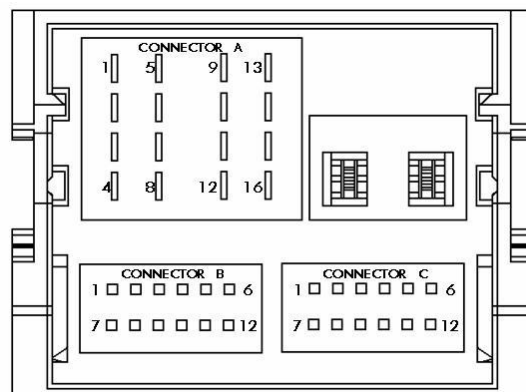 CONNECTOR A
1 5 9 13
4 8 12 16
CONNECTOR B
1 6
7 12
CONNECTOR C
1 6
7 12